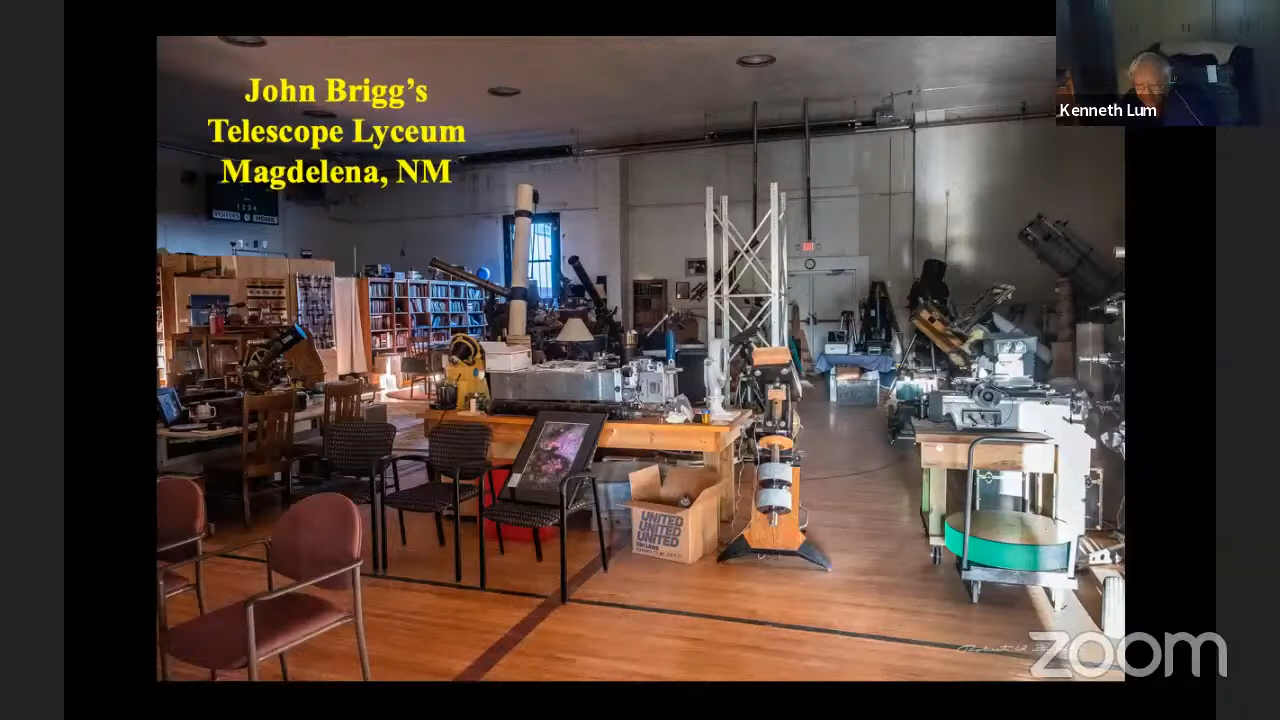 John Brigg's
Telescope Lyceum
Magdelena, NM
Kenneth Lum
VISITORS
HOME
UNITED
UNITED
UNITED
zoom